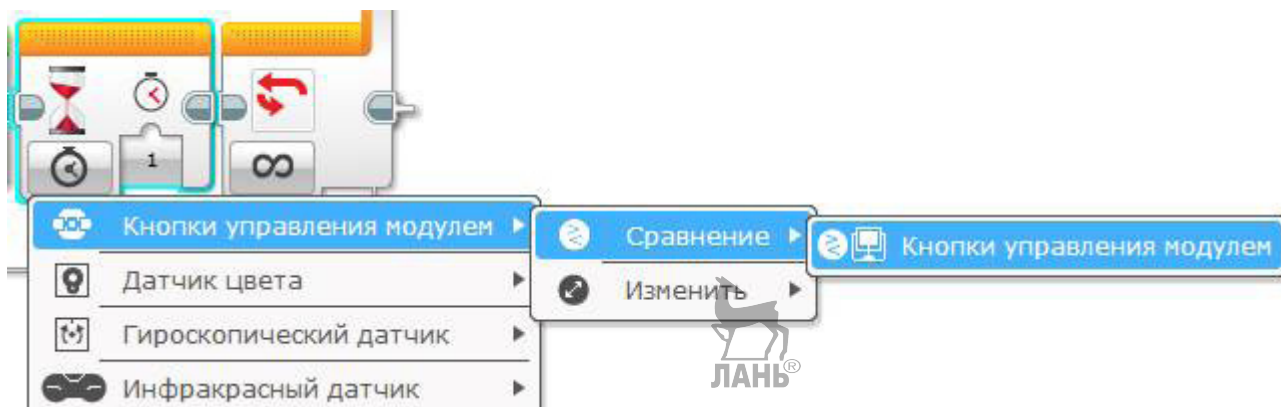 1
∞
Кнопки управления модулем
Сравнение
Кнопки управления модулем
Датчик цвета
Изменить
Гироскопический датчик
Инфракрасный датчик
ЛАНЬ®